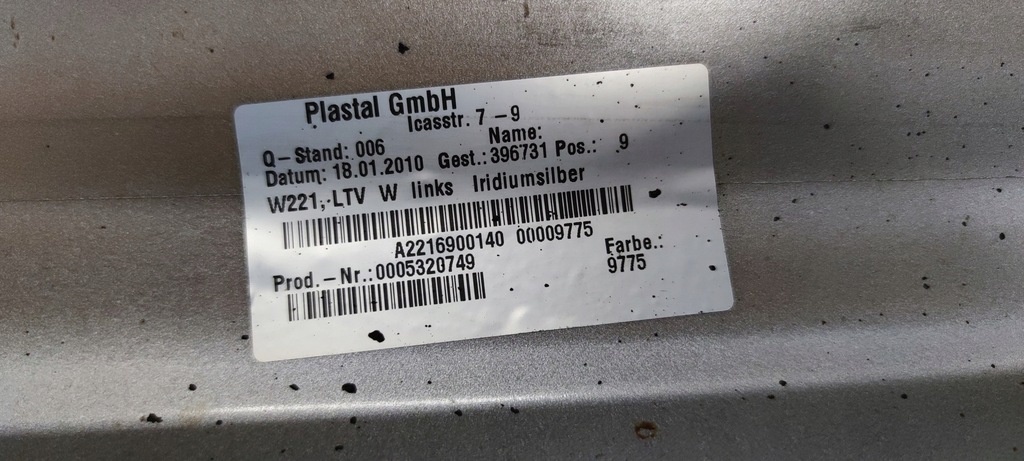 Plastal GmbH
Icasstr. 7-9
Q-Stand: 006 Name:
Datum: 18.01.2010 Gest.: 396731 Pos.: 9
W221,-LTV W links Iridiumsilber
A2216900140 00009775
Prod.-Nr.:0005320749 Farbe.:
9775